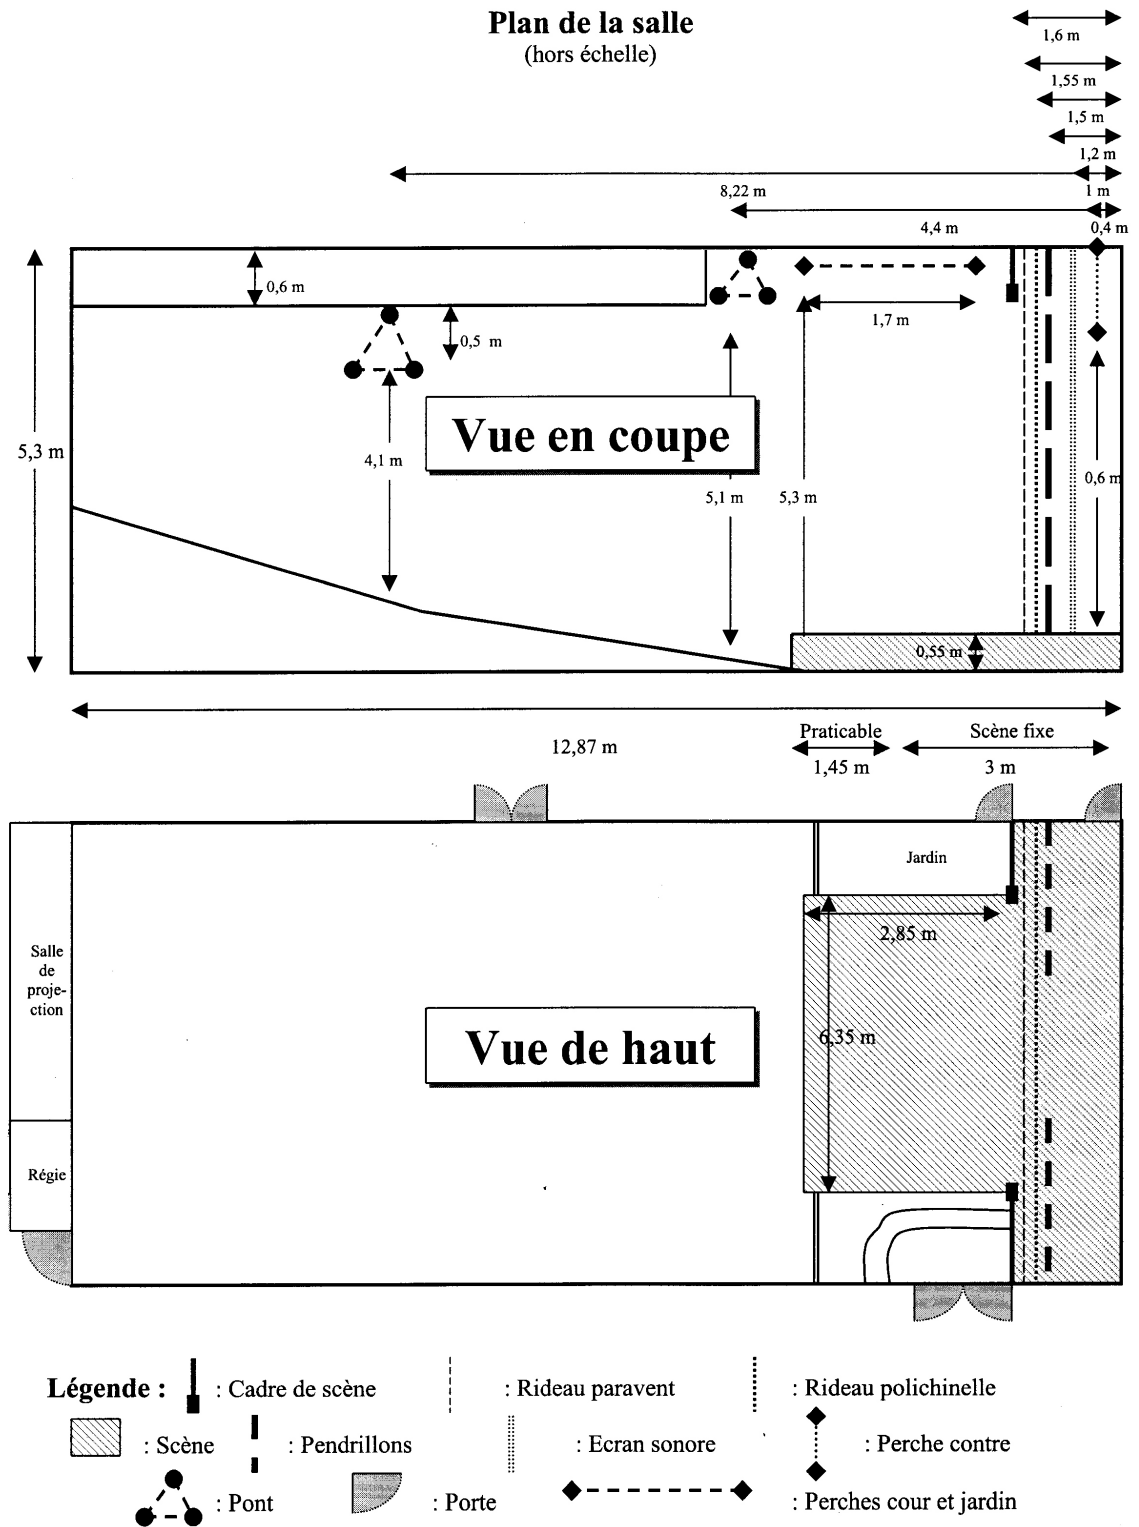 Plan de la salle
(hors échelle)
1,6 m
1,55 m
1,5 m
1,2 m
8,22 m
1 m
4,4 m
0,4 m
0,6 m
1,7 m
0,5 m
Vue en coupe
5,3 m
4,1 m
5,1 m
5,3 m
0,6 m
0,55 m
12,87 m
Praticable
1,45 m
Scène fixe
3 m
Jardin
2,85 m
Salle
de
proje-
ction
6,35 m
Vue de haut
Régie
Légende :
: Cadre de scène
: Rideau paravent
: Rideau polichinelle
: Scène
: Pendrillons
: Ecran sonore
: Perche contre
: Pont
: Porte
: Perches cour et jardin